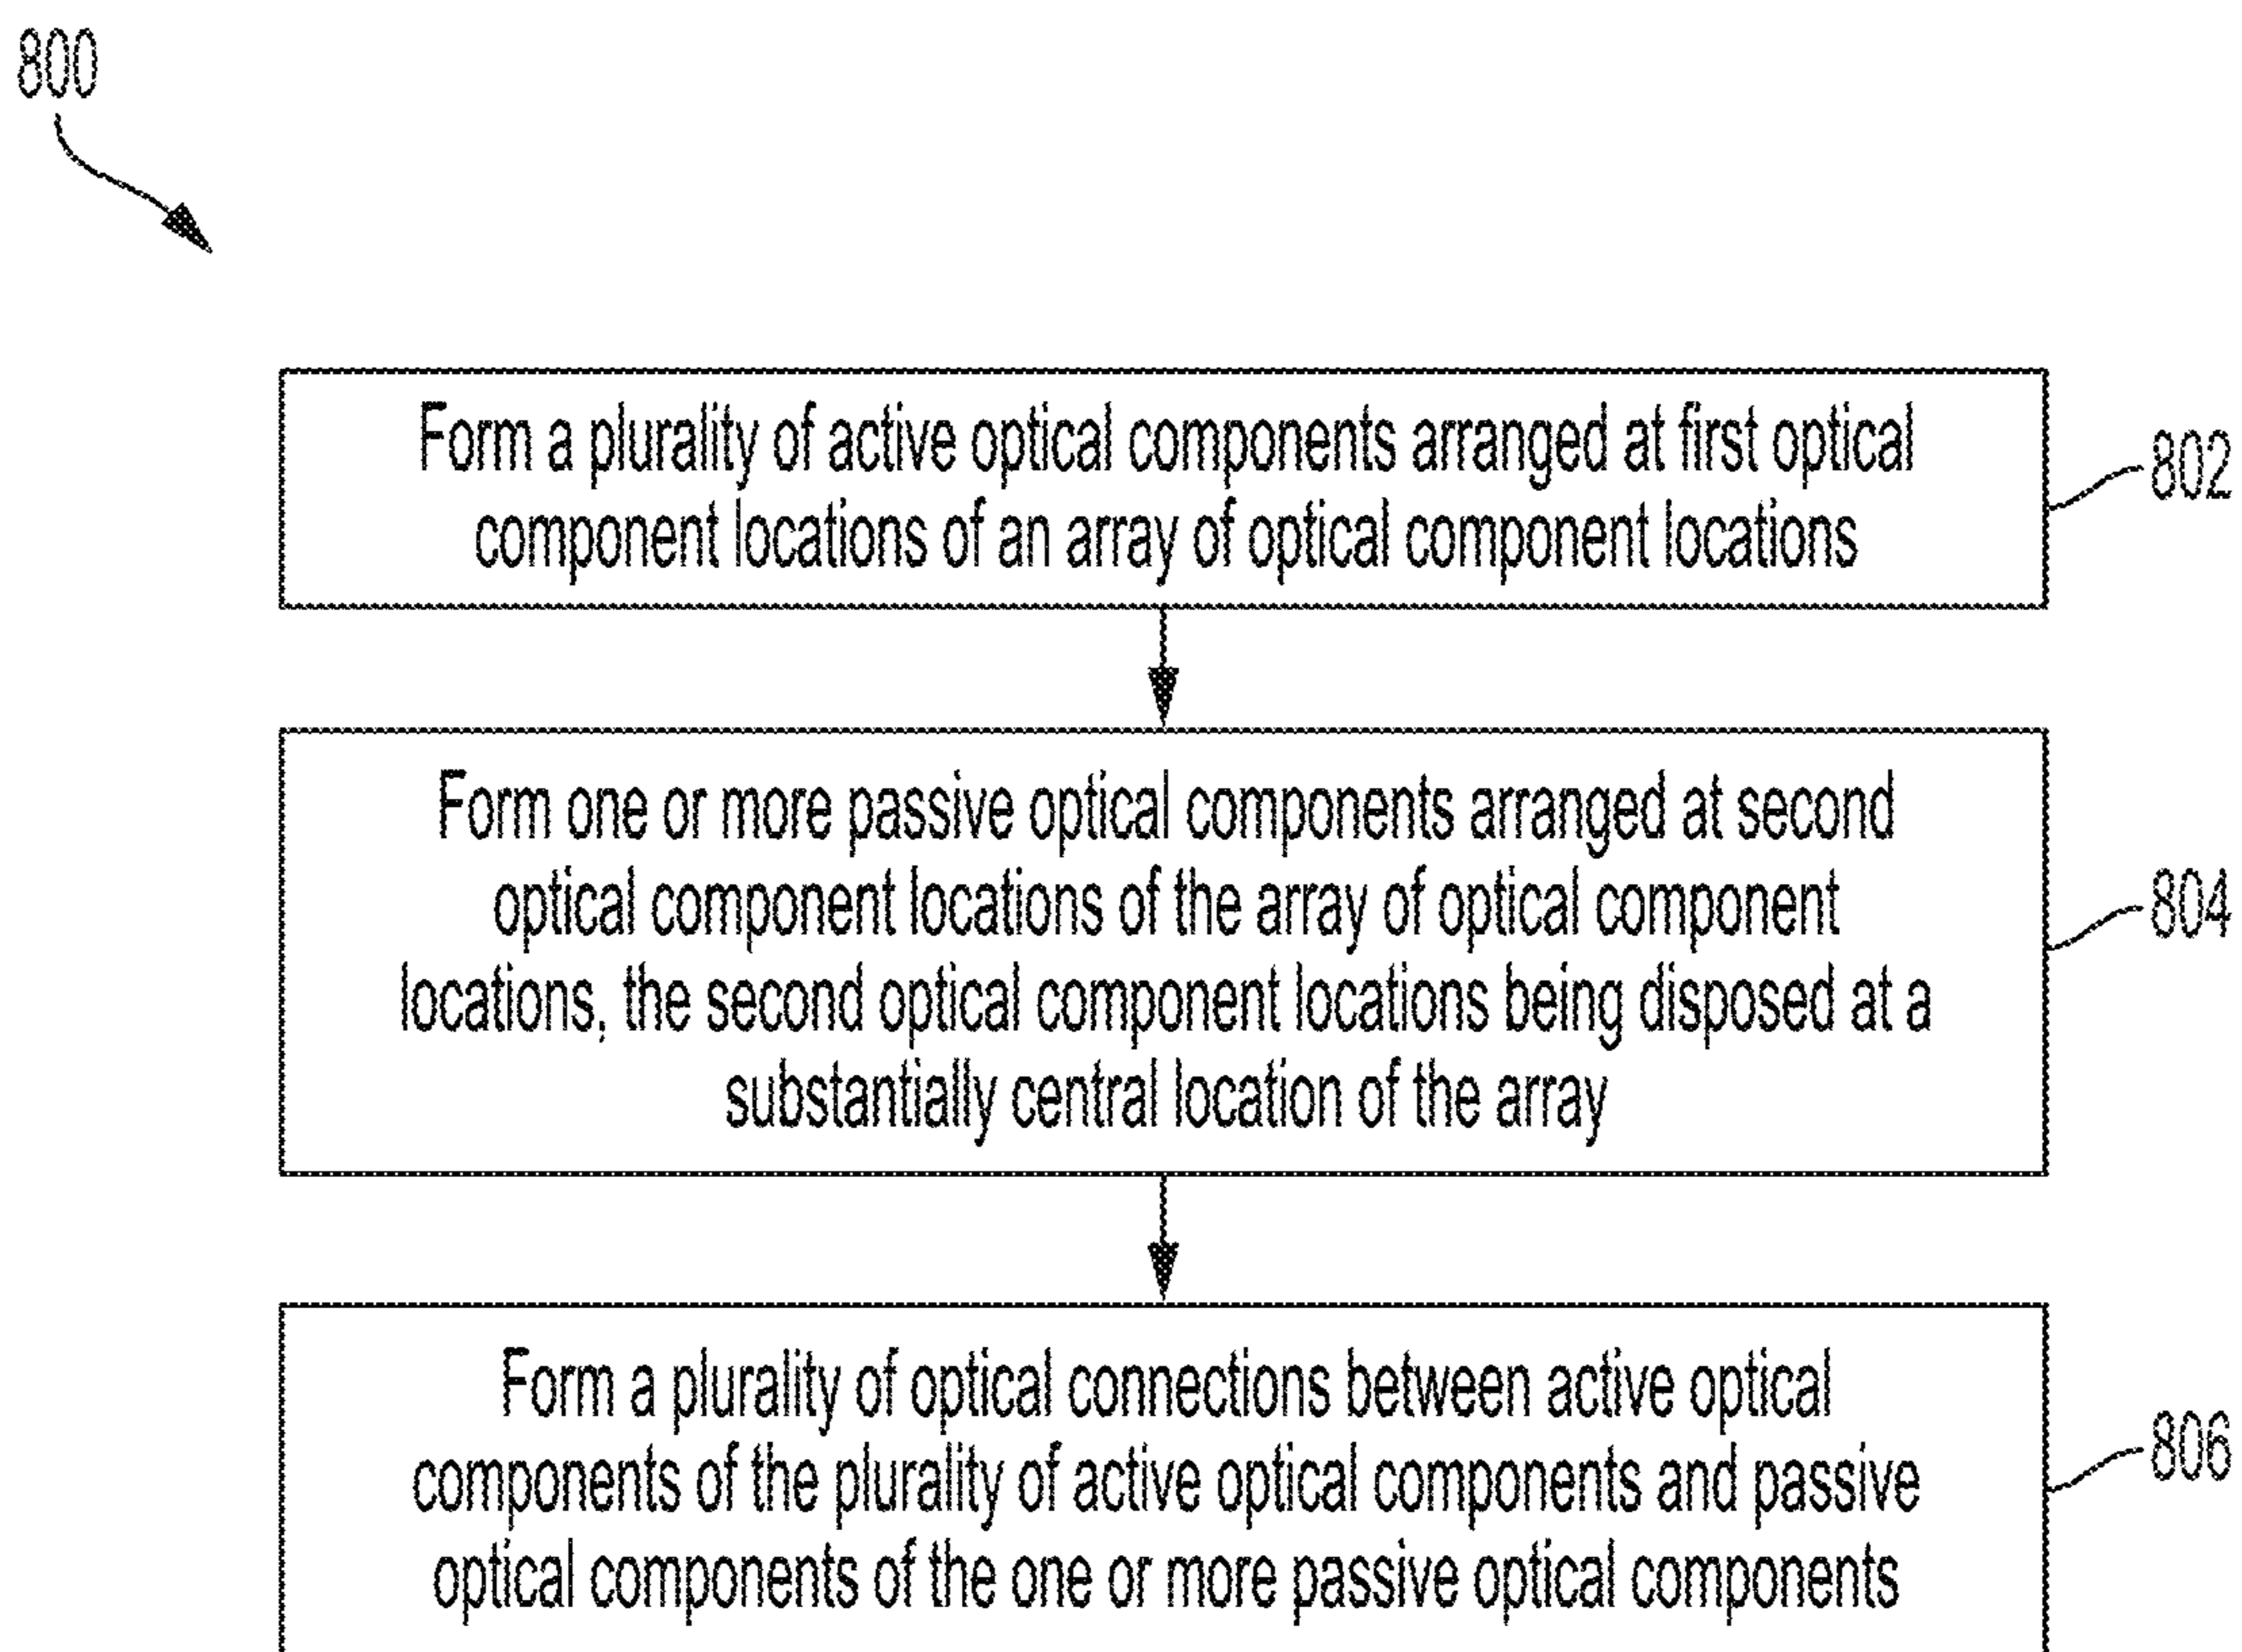 800
Form a plurality of active optical components arranged at first optical
component locations of an array of optical component locations
802
Form one or more passive optical components arranged at second
optical component locations of the array of optical component
locations, the second optical component locations being disposed at a
substantially central location of the array
804
Form a plurality of optical connections between active optical
components of the plurality of active optical components and passive
optical components of the one or more passive optical components
806